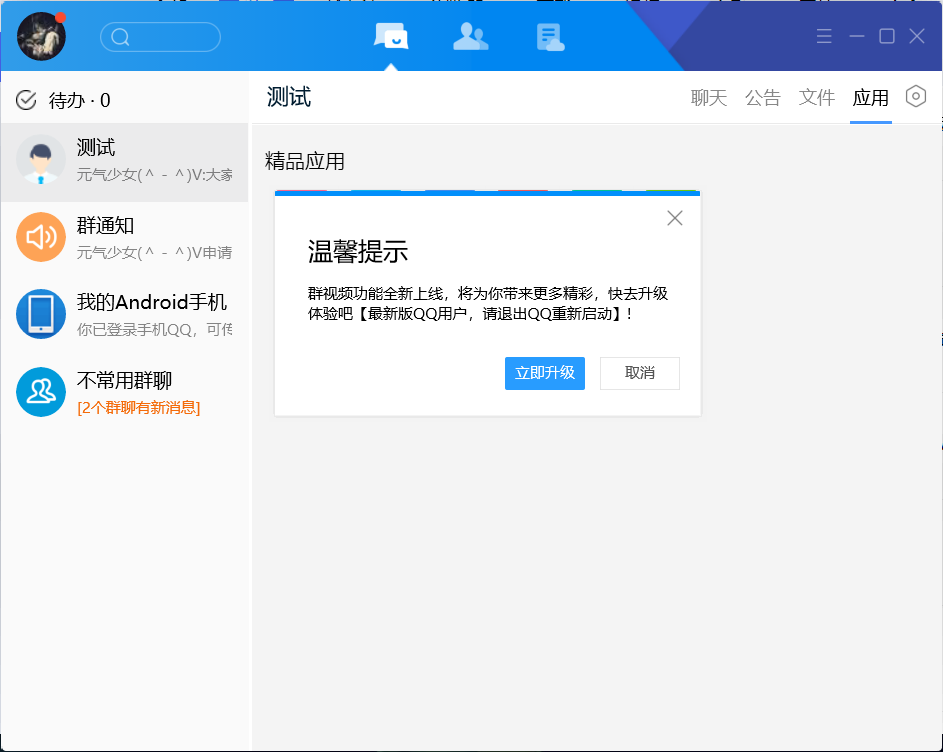 待办 · 0
测试
元气少女(＾－＾)V:大家
群通知
元气少女(＾－＾)V申请
我的Android手机
你已登录手机QQ，可传
不常用群聊
[2个群聊有新消息]
测试
聊天 公告 文件 应用
精品应用
温馨提示
群视频功能全新上线，将为你带来更多精彩，快去升级
体验吧【最新版QQ用户，请退出QQ重新启动】！
立即升级 取消